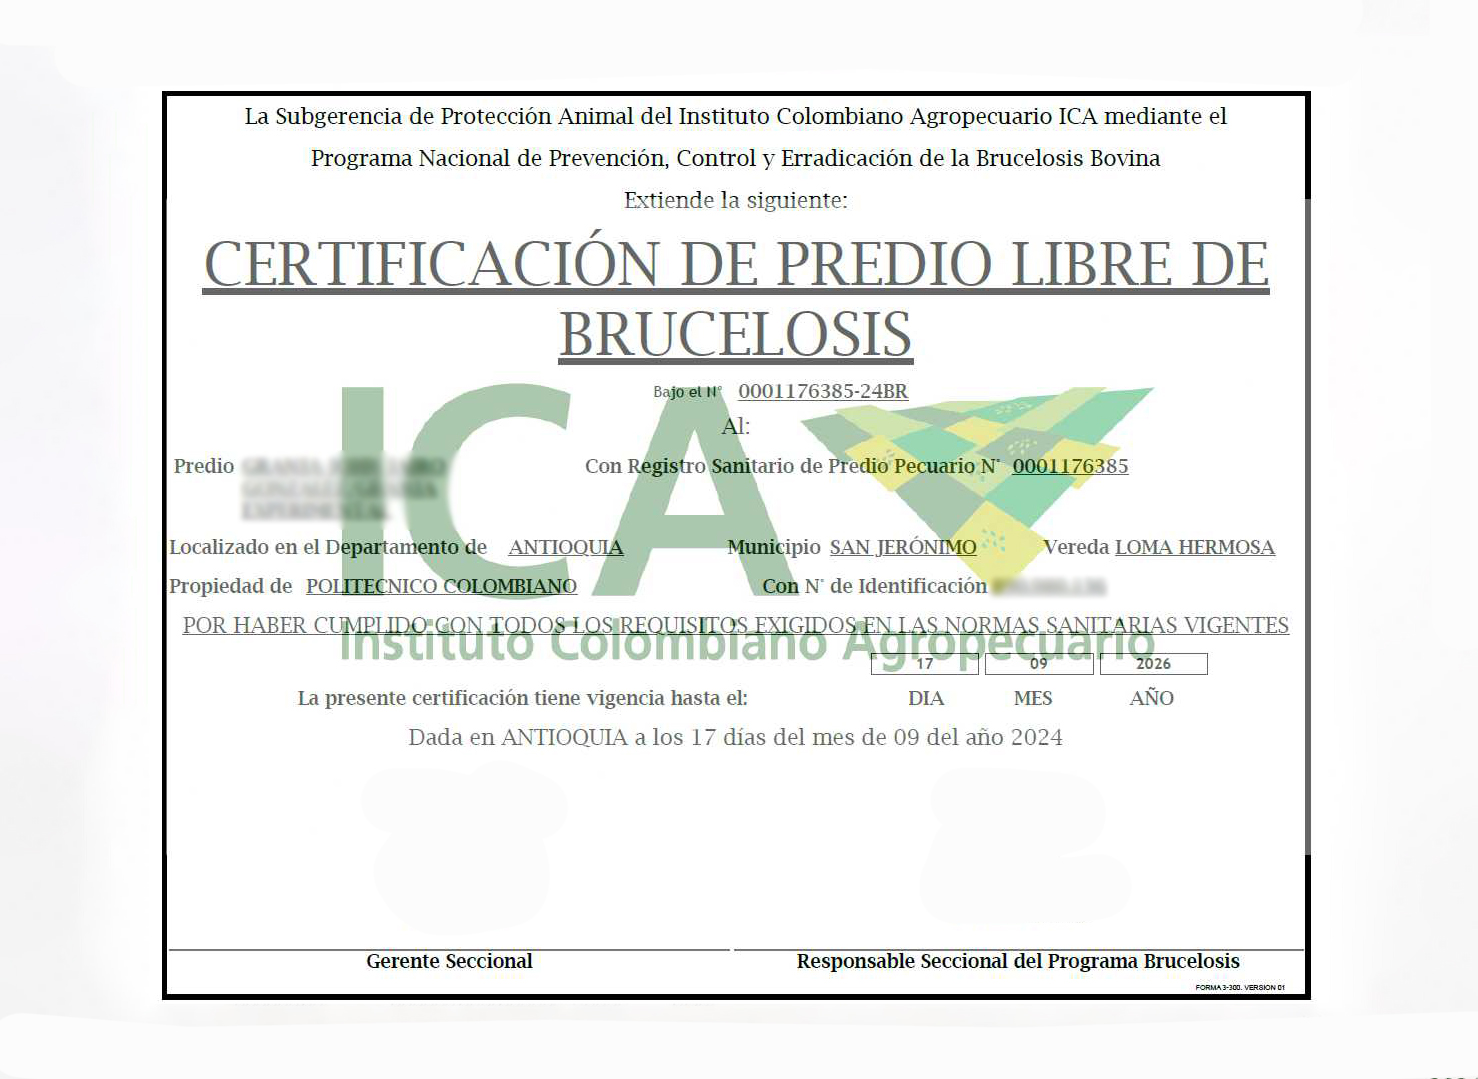 La Subgerencia de Protección Animal del Instituto Colombiano Agropecuario ICA mediante el
Programa Nacional de Prevención, Control y Erradicación de la Brucelosis Bovina
Extiende la siguiente:
CERTIFICACIÓN DE PREDIO LIBRE DE
BRUCELOSIS
Bajo el N° 0001176385-24BR
Al:
Predio
Con Registro Sanitario de Predio Pecuario N° 0001176385
Localizado en el Departamento de ANTIOQUIA Municipio SAN JERÓNIMO Vereda LOMA HERMOSA
Propiedad de POLITECNICO COLOMBIANO Con N° de Identificación
POR HABER CUMPLIDO CON TODOS LOS REQUISITOS EXIGIDOS EN LAS NORMAS SANITARIAS VIGENTES
ICA
Instituto Colombiano Agropecuario
17 09 2026
La presente certificación tiene vigencia hasta el: DIA MES AÑO
Dada en ANTIOQUIA a los 17 días del mes de 09 del año 2024
Gerente Seccional Responsable Seccional del Programa Brucelosis
FORMA 3-300. VERSION 01